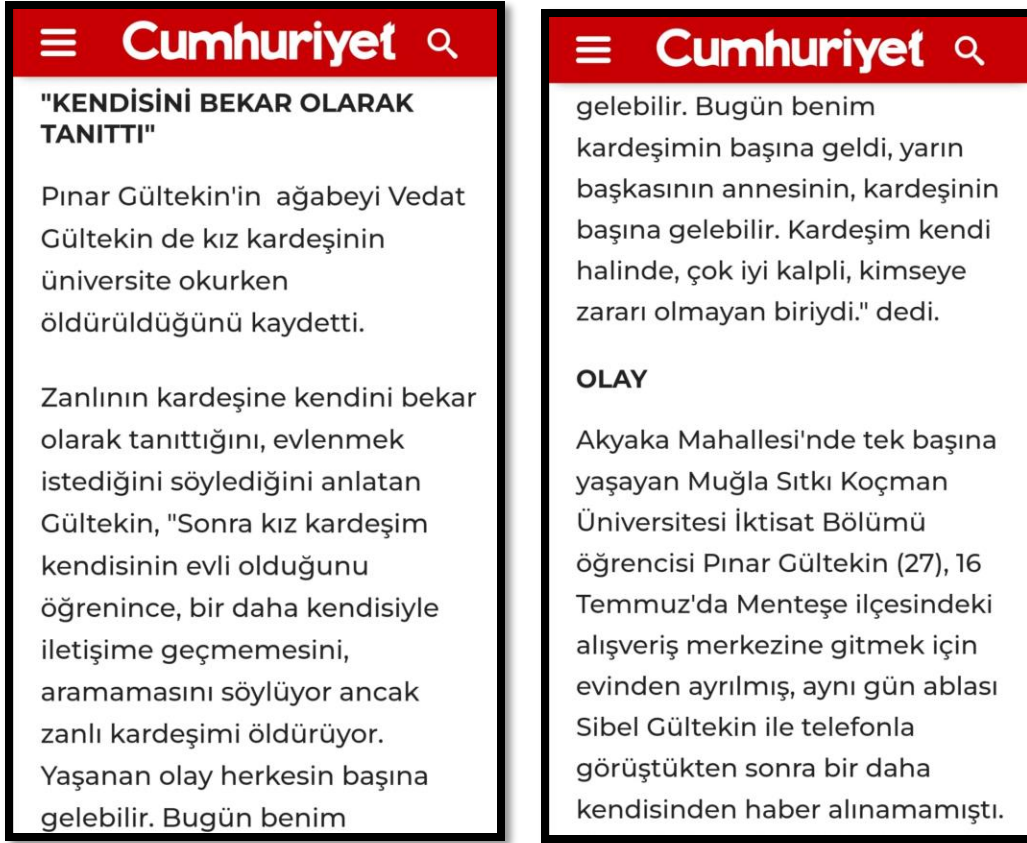 Cumhuriyet
"KENDİSİNİ BEKAR OLARAK
TANITTI"
Pınar Gültekin'in ağabeyi Vedat
Gültekin de kız kardeşinin
üniversite okurken
öldürüldüğünü kaydetti.
Zanlının kardeşine kendini bekar
olarak tanıttığını, evlenmek
istediğini söylediğini anlatan
Gültekin, "Sonra kız kardeşim
kendisinin evli olduğunu
öğrenince, bir daha kendisiyle
iletişime geçmemesini,
aramamasını söylüyor ancak
zanlı kardeşimi öldürüyor.
Yaşanan olay herkesin başına
gelebilir. Bugün benim
Cumhuriyet
gelebilir. Bugün benim
kardeşimin başına geldi, yarın
başkasının annesinin, kardeşinin
başına gelebilir. Kardeşim kendi
halinde, çok iyi kalpli, kimseye
zararı olmayan biriydi." dedi.
OLAY
Akyaka Mahallesi'nde tek başına
yaşayan Muğla Sıtkı Koçman
Üniversitesi İktisat Bölümü
öğrencisi Pınar Gültekin (27), 16
Temmuz'da Menteşe ilçesindeki
alışveriş merkezine gitmek için
evinden ayrılmış, aynı gün ablası
Sibel Gültekin ile telefonla
görüştükten sonra bir daha
kendisinden haber alınamamıştı.